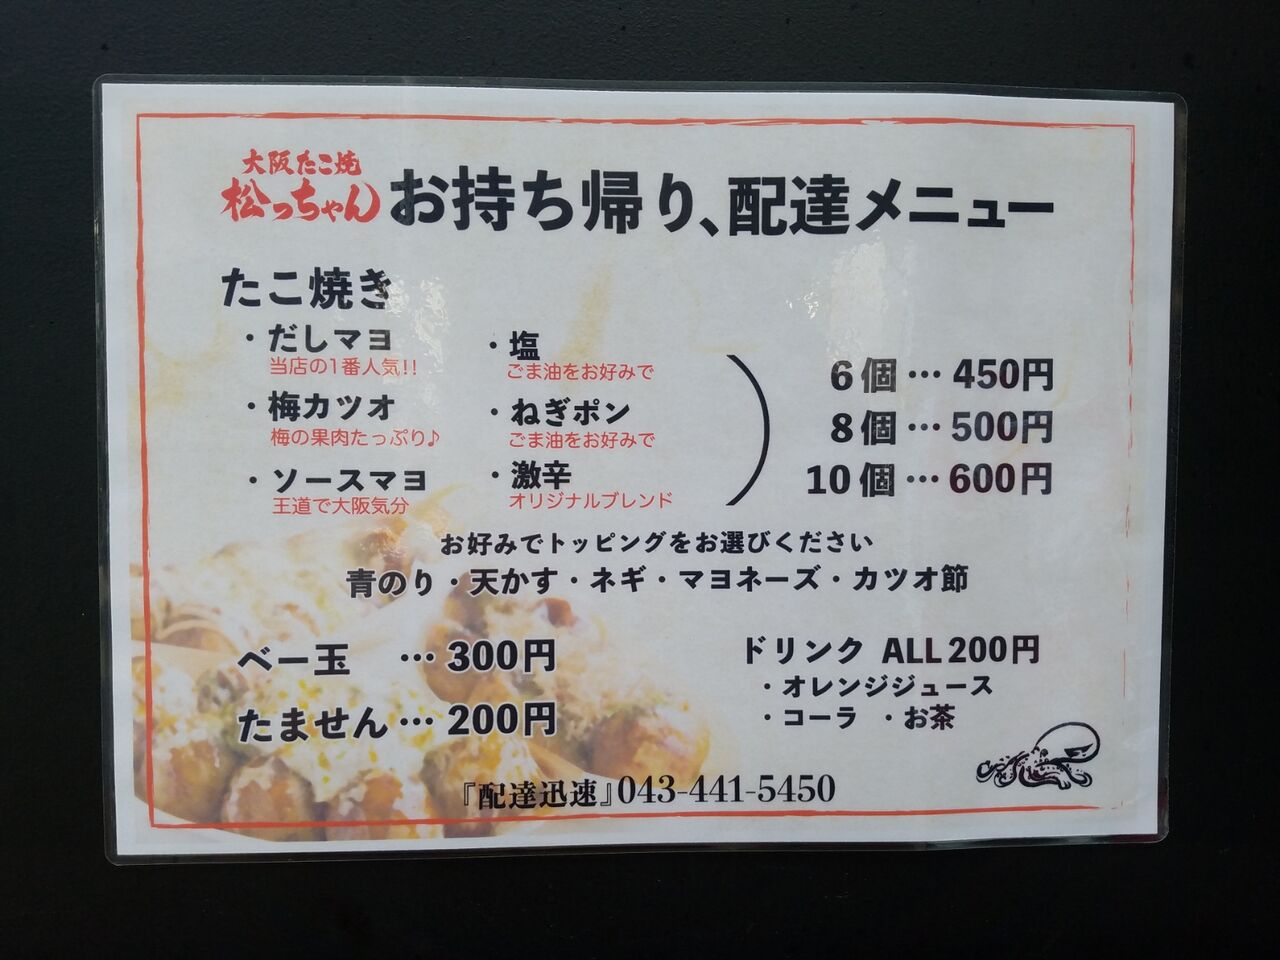 大阪たこ焼
松っちゃん お持ち帰り、配達メニュー
たこ焼き
・だしマヨ
当店の1番人気!!
・梅カツオ
梅の果肉たっぷり♪
・ソースマヨ
王道で大阪気分
・塩
ごま油をお好みで
・ねぎポン
ごま油をお好みで
・激辛
オリジナルブレンド
6個…450円
8個…500円
10個…600円
お好みでトッピングをお選びください
青のり・天かす・ネギ・マヨネーズ・カツオ節
べー玉 …300円
たません…200円
ドリンク ALL200円
・オレンジジュース
・コーラ ・お茶
『配達迅速』043-441-5450